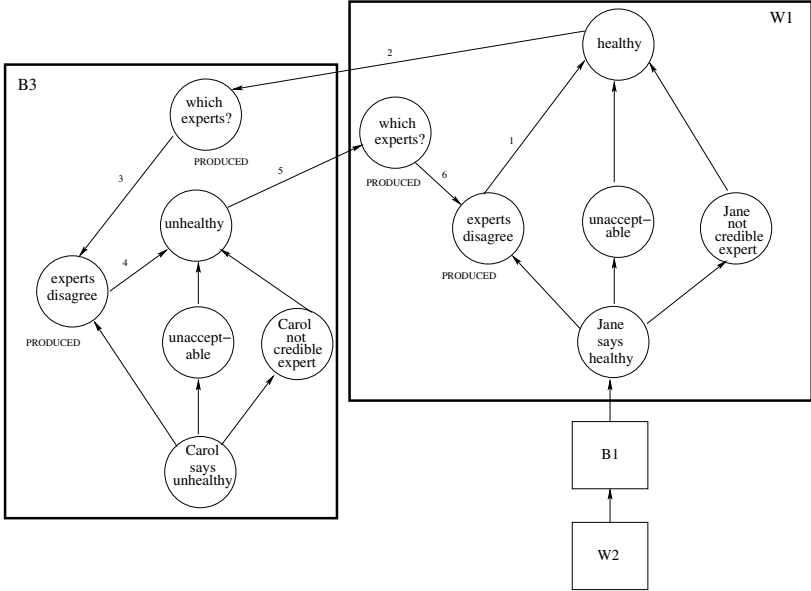 B3
which
experts?
PRODUCED
3
unhealthy
4
experts
disagree
PRODUCED
unaccept−
able
Carol
not
credible
expert
Carol
says
unhealthy
2
5
W1
healthy
which
experts?
PRODUCED
6
1
experts
disagree
PRODUCED
unaccept−
able
Jane
not
credible
expert
Jane
says
healthy
B1
W2